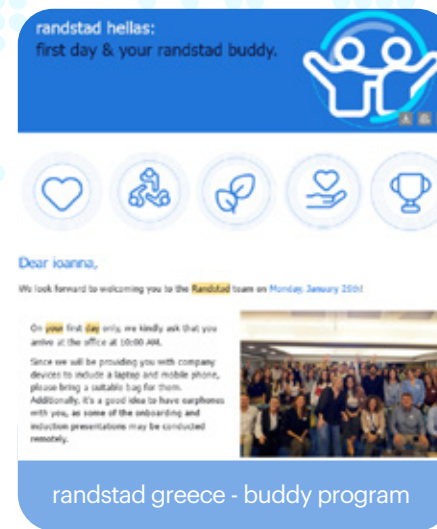 randstad hellas:
first day & your randstad buddy.
Dear ioanna,
We look forward to welcoming you to the Randstad team on Monday, January 20th!
On your first day only, we kindly ask that you
arrive at the office at 10:00 AM.
Since we will be providing you with company
devices to include a laptop and mobile phone,
please bring a suitable bag for them.
Additionally, it's a good idea to have earphones
with you, as some of the onboarding and
induction presentations may be conducted
remotely.
randstad greece - buddy program